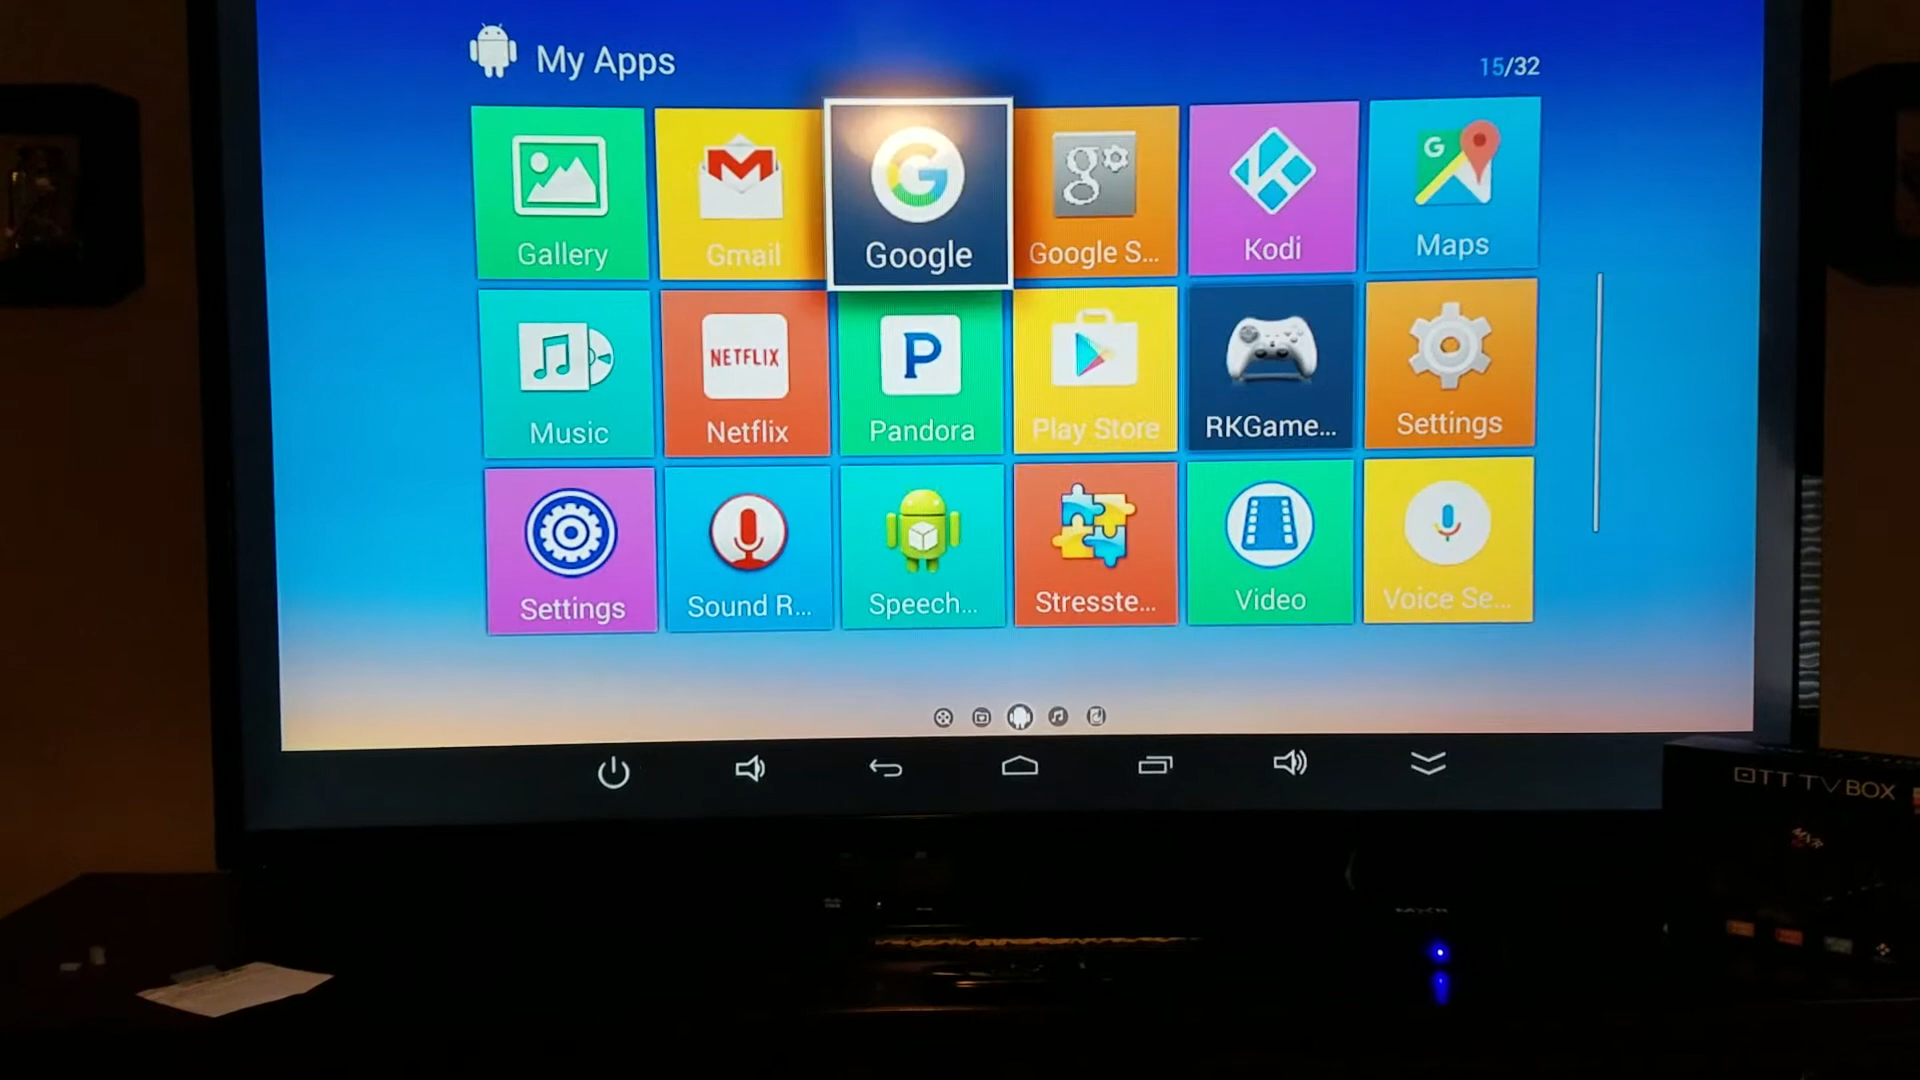 My Apps
15/32
Gallery
Gmail
Google
Google S...
Kodi
Maps
NETFLIX
Music
Netflix
Pandora
Play Store
RKGame...
Settings
Settings
Sound R...
Speech...
Stresste...
Video
Voice Se...
OTT TV BOX
MXR